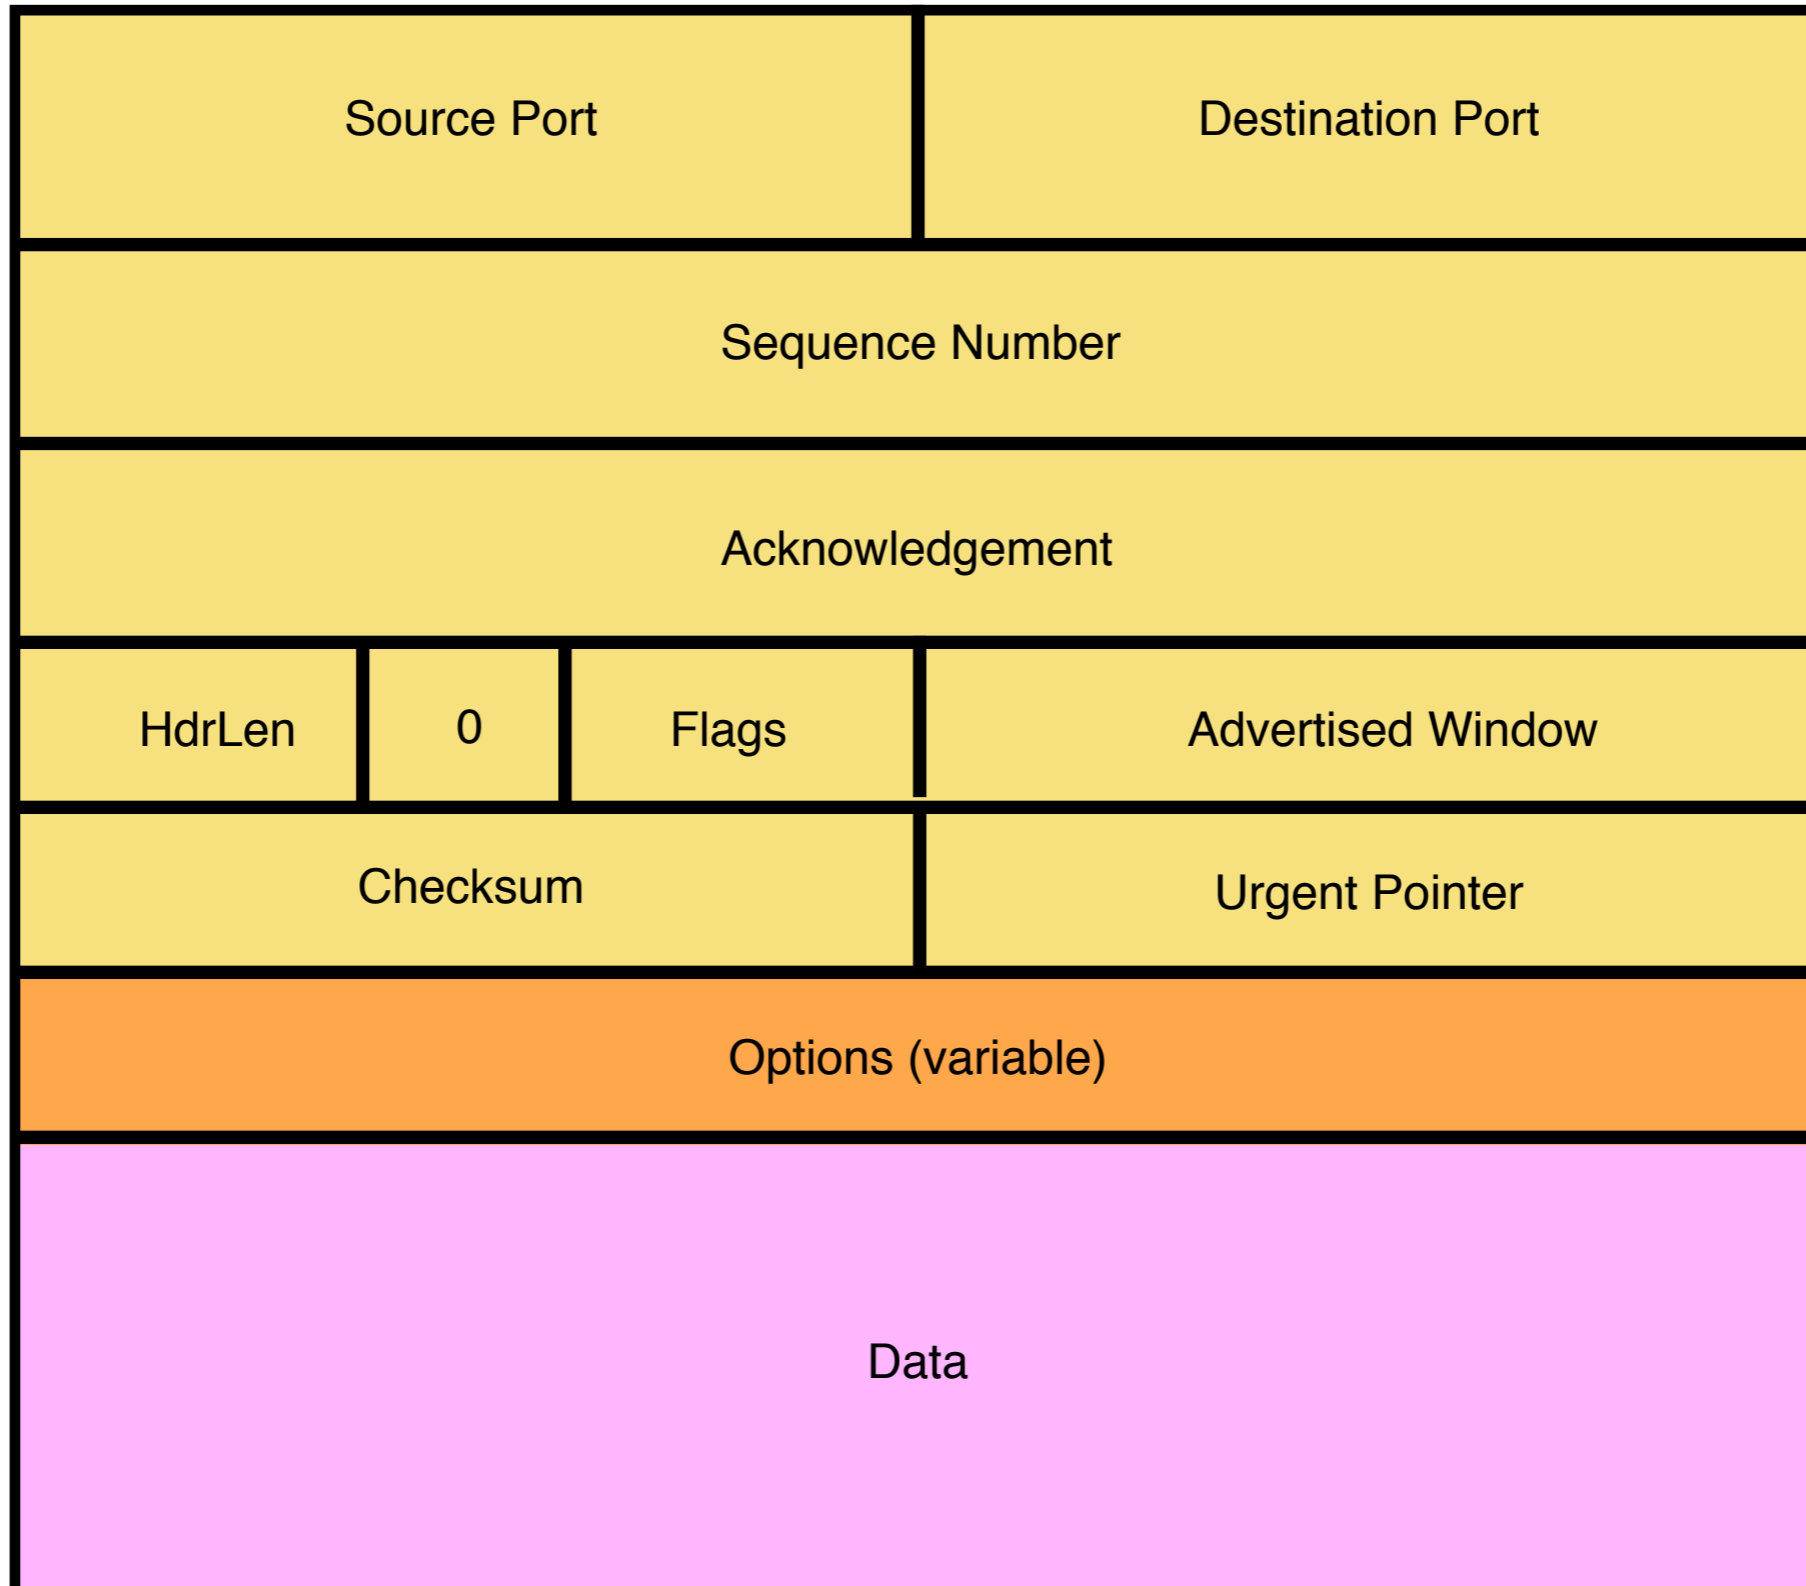 Source Port Destination Port
Sequence Number
Acknowledgement
HdrLen 0 Flags Advertised Window
Checksum Urgent Pointer
Options (variable)
Data